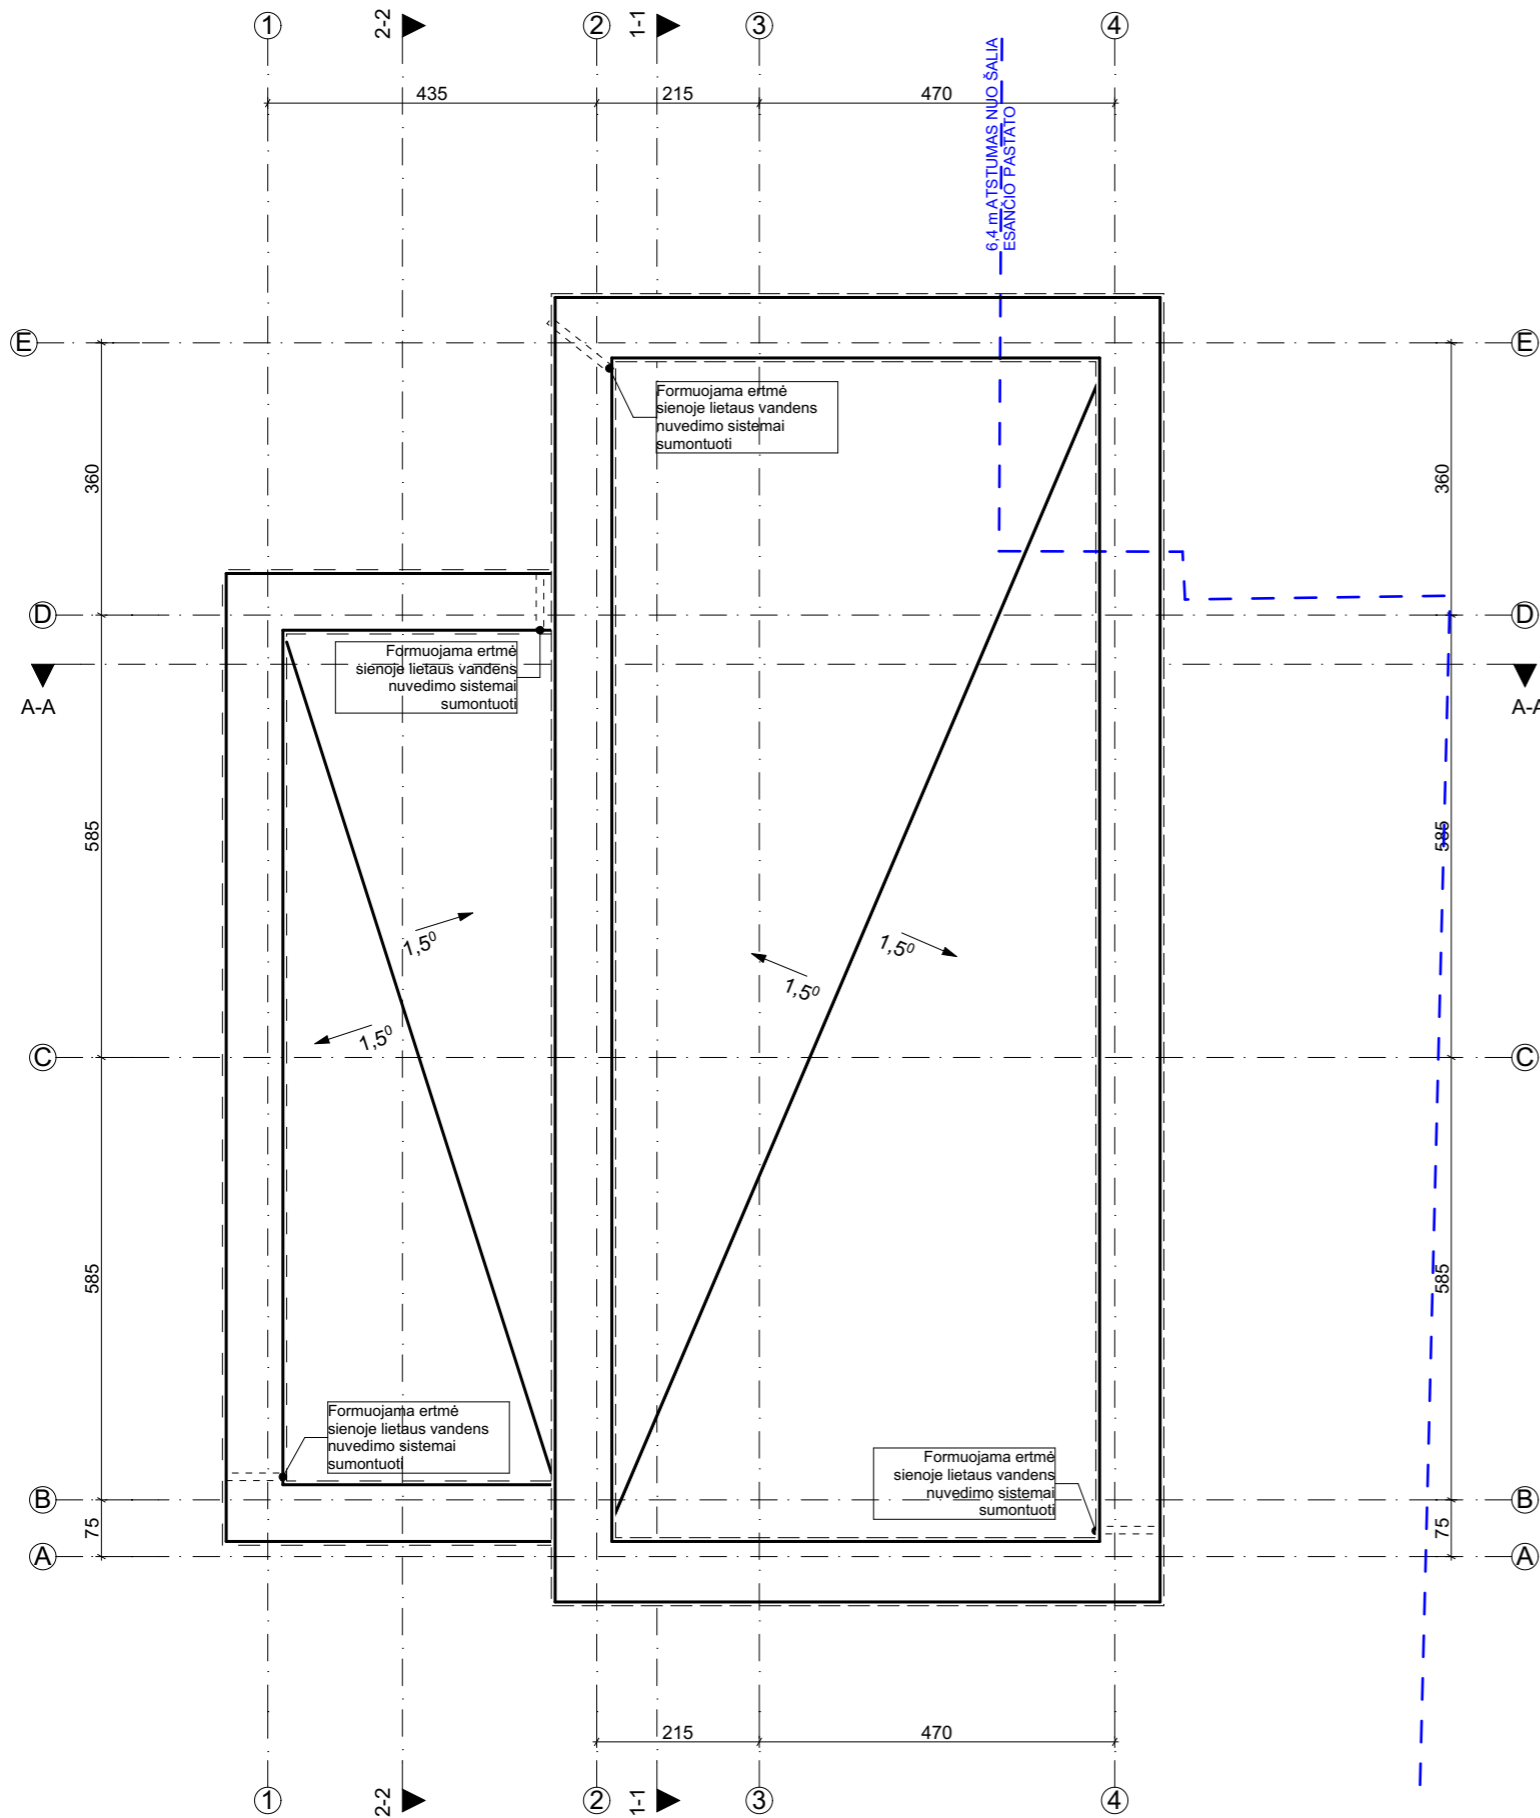 1
2-2
2
1-1
3
4
435
215
470
6,4 m ATSTUMAS NUO ŠALIA
ESANČIO PASTATO
E
E
Formuojama ertmė
sienoje lietaus vandens
nuvedimo sistemai
sumontuoti
360
360
D
D
Formuojama ertmė
sienoje lietaus vandens
nuvedimo sistemai
sumontuoti
A-A
A-A
585
585
1,5⁰
1,5⁰
1,5⁰
1,5⁰
C
C
585
585
Formuojama ertmė
sienoje lietaus vandens
nuvedimo sistemai
sumontuoti
Formuojama ertmė
sienoje lietaus vandens
nuvedimo sistemai
sumontuoti
B
B
75
75
A
A
215
470
1
2-2
2
1-1
3
4